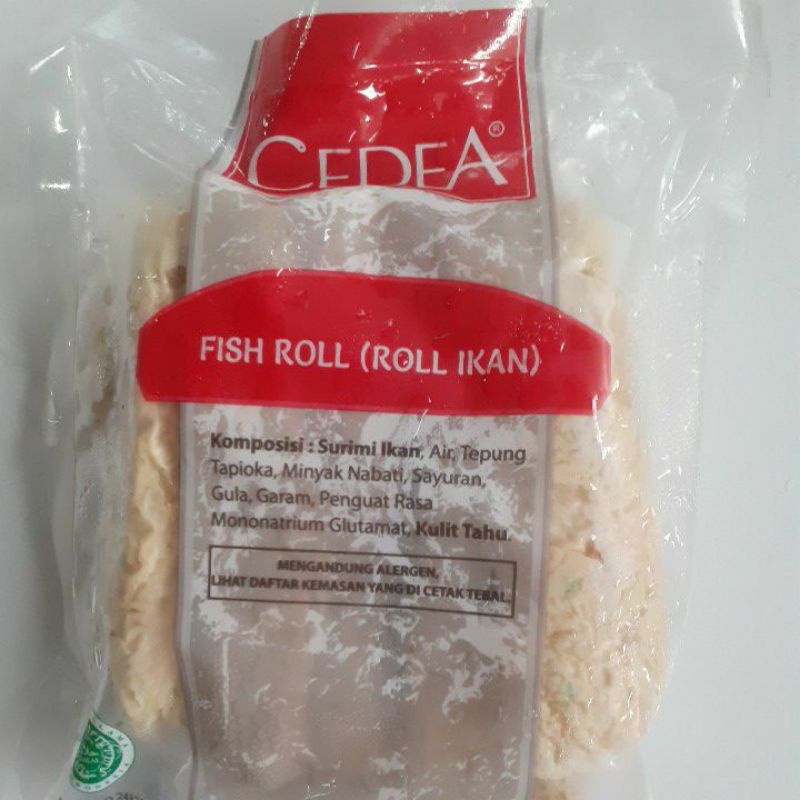 CEDEA®
FISH ROLL (ROLL IKAN)
Komposisi : Surimi Ikan, Air, Tepung
Tapioka, Minyak Nabati, Sayuran,
Gula, Garam, Penguat Rasa
Mononatrium Glutamat, Kulit Tahu.
MENGANDUNG ALERGEN,
LIHAT DAFTAR KEMASAN YANG DI CETAK TEBAL